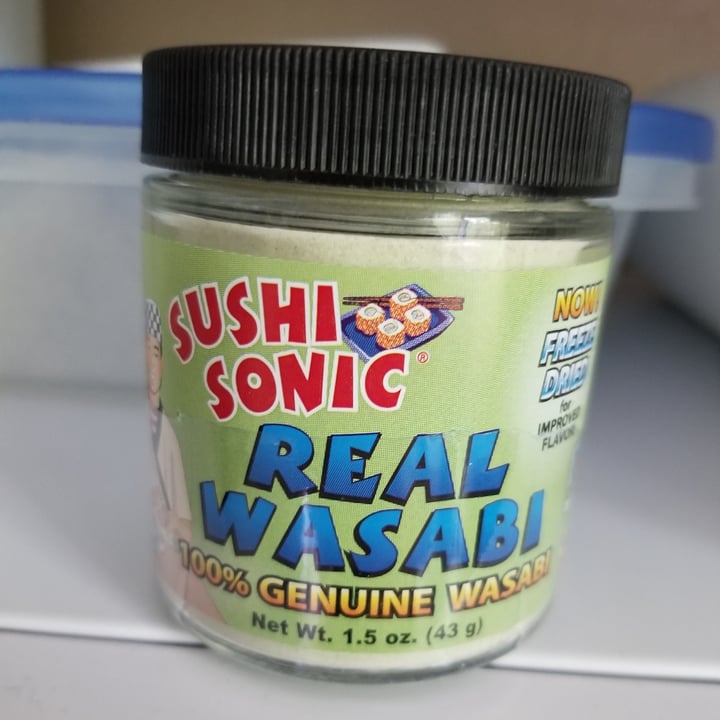 SUSHI
SONIC®
NOW!
FREEZE
DRIED
for
IMPROVED
FLAVOR
REAL
WASABI
100% GENUINE WASABI
Net Wt. 1.5 oz. (43 g)